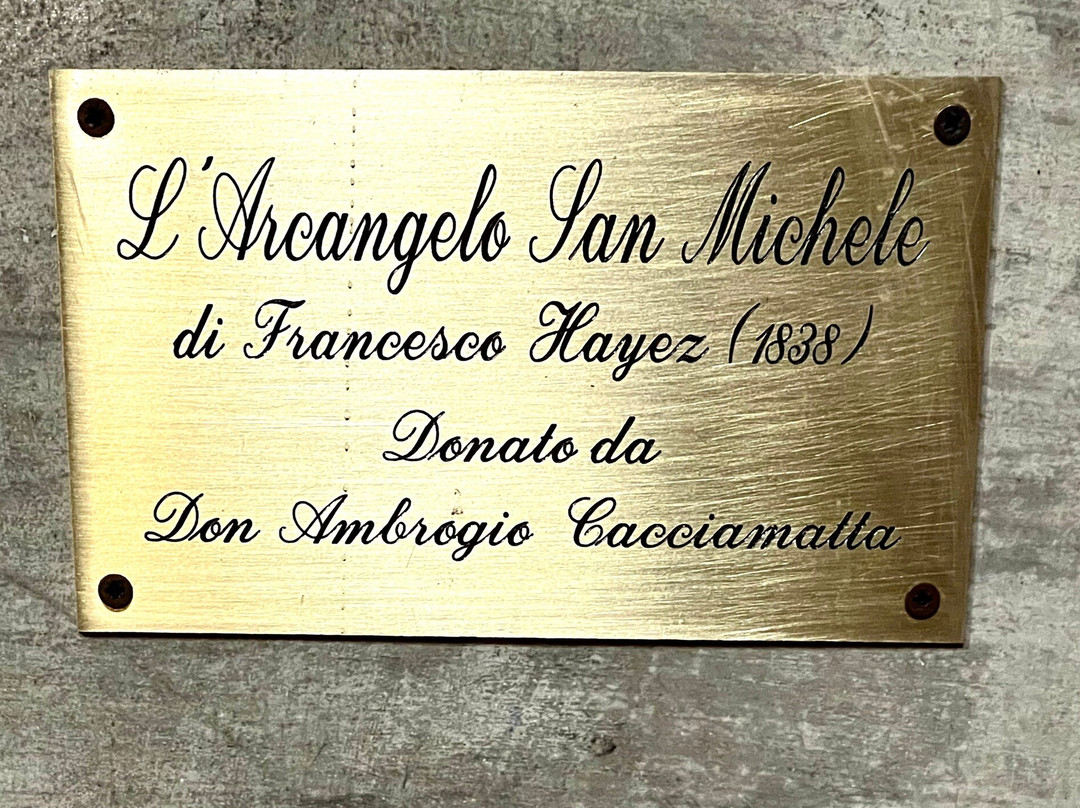 L'Arcangelo San Michele
di Francesco Hayez (1838)
Donato da
Don Ambrogio Cacciamatta